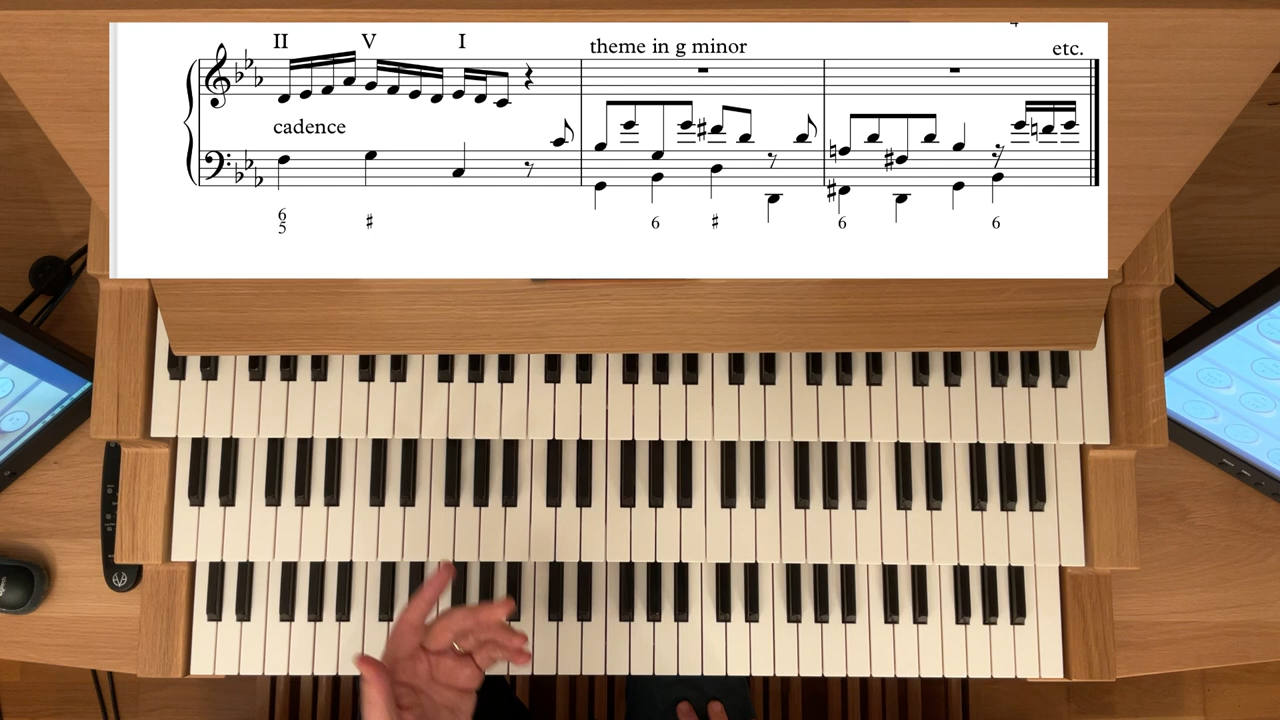 II V I
theme in g minor
etc.
cadence
6 6 # 6 6
5 #